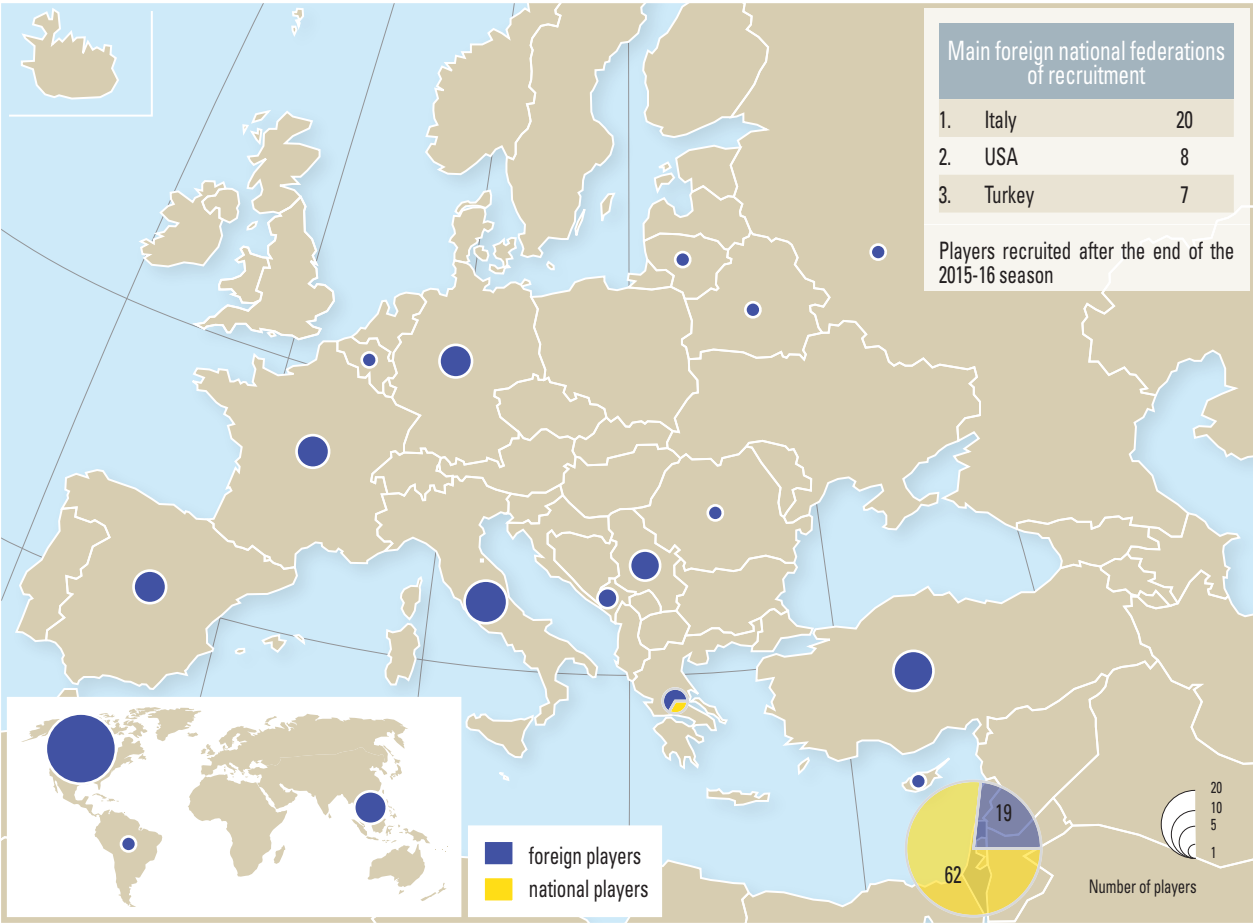 Main foreign national federations
of recruitment
1. Italy 20
2. USA 8
3. Turkey 7
Players recruited after the end of the
2015-16 season
19
62
foreign players
national players
20
10
5
1
Number of players